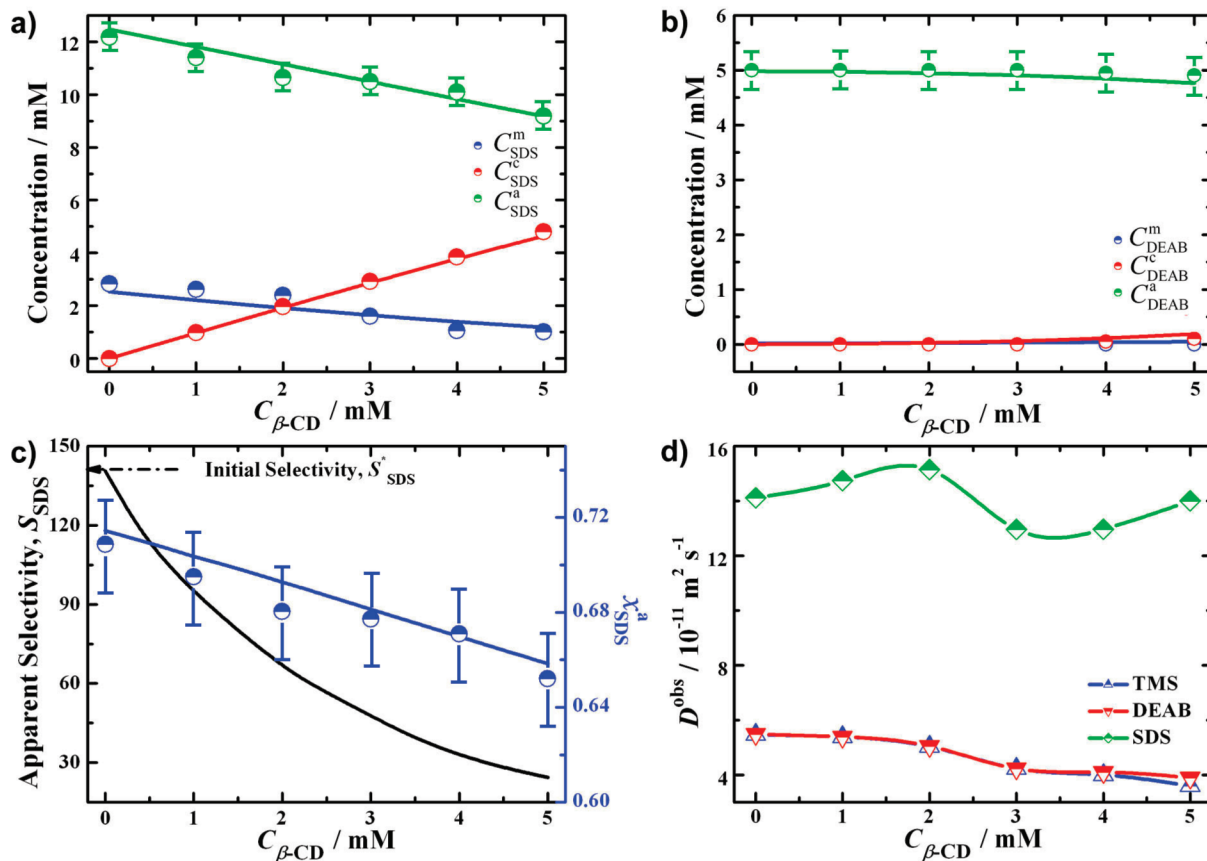 a)
Concentration / mM
12
10
8
6
4
2
0
C^m_SDS
C^c_SDS
C^a_SDS
0 1 2 3 4 5
C_β-CD / mM
b)
Concentration / mM
6
5
4
3
2
1
0
C^m_DEAB
C^c_DEAB
C^a_DEAB
0 1 2 3 4 5
C_β-CD / mM
c)
Apparent Selectivity, S_SDS
150
120
90
60
30
Initial Selectivity, S^*_SDS
0.72
0.68
0.64
0.60
χ^a_SDS
0 1 2 3 4 5
C_β-CD / mM
d)
D^obs / 10^-11 m^2 s^-1
16
12
8
4
TMS
DEAB
SDS
0 1 2 3 4 5
C_β-CD / mM